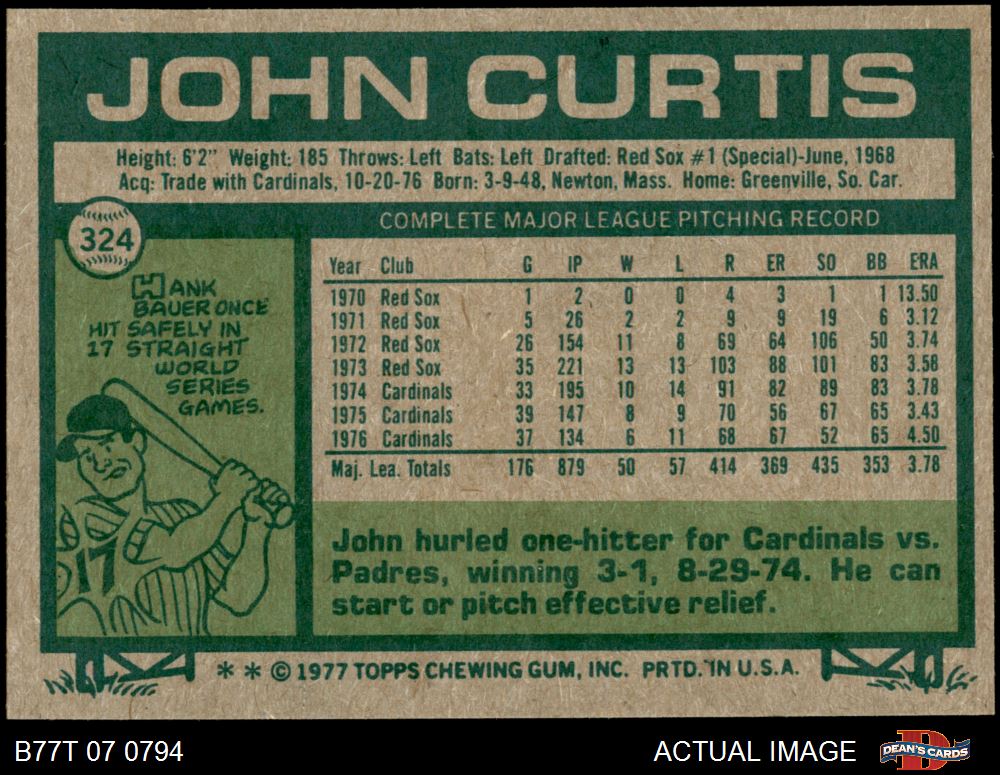 JOHN CURTIS
Height: 6'2" Weight: 185 Throws: Left Bats: Left Drafted: Red Sox #1 (Special)-June, 1968
Acq: Trade with Cardinals, 10-20-76 Born: 3-9-48, Newton, Mass. Home: Greenville, So. Car.
324
COMPLETE MAJOR LEAGUE PITCHING RECORD
HANK
BAUER ONCE
HIT SAFELY IN
17 STRAIGHT
WORLD
SERIES
GAMES.
17
Year Club G IP W L R ER SO BB ERA
1970 Red Sox 1 2 0 0 4 3 1 1 13.50
1971 Red Sox 5 26 2 2 9 9 19 6 3.12
1972 Red Sox 26 154 11 8 69 64 106 50 3.74
1973 Red Sox 35 221 13 13 103 88 101 83 3.58
1974 Cardinals 33 195 10 14 91 82 89 83 3.78
1975 Cardinals 39 147 8 9 70 56 67 65 3.43
1976 Cardinals 37 134 6 11 68 67 52 65 4.50
Maj. Lea. Totals 176 879 50 57 414 369 435 353 3.78
John hurled one-hitter for Cardinals vs.
Padres, winning 3-1, 8-29-74. He can
start or pitch effective relief.
* * © 1977 TOPPS CHEWING GUM, INC. PRTD. IN U.S.A.
B77T 07 0794
ACTUAL IMAGE
D
DEAN'S CARDS